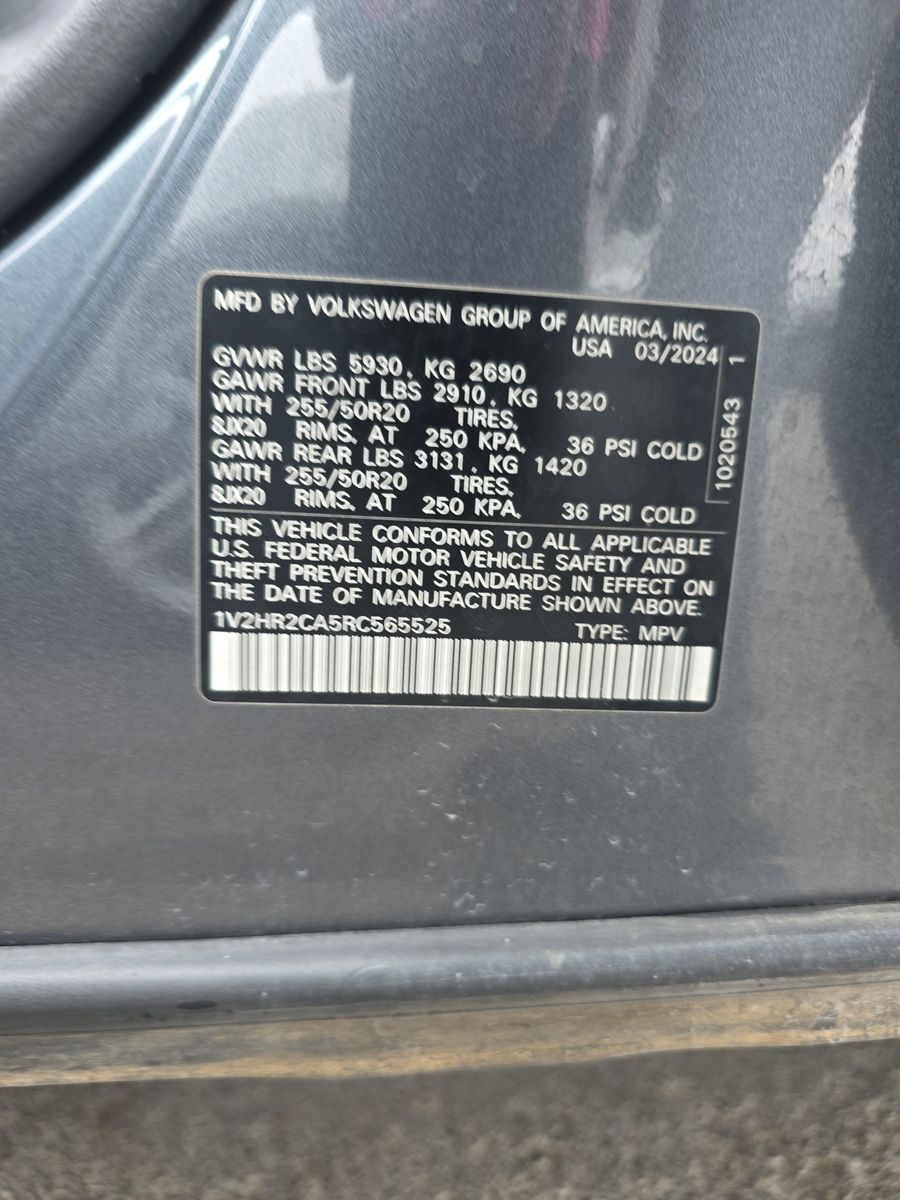 MFD BY VOLKSWAGEN GROUP OF AMERICA, INC.
USA 03/2024
GVWR LBS 5930, KG 2690
GAWR FRONT LBS 2910, KG 1320
WITH 255/50R20 TIRES,
8JX20 RIMS, AT 250 KPA, 36 PSI COLD
GAWR REAR LBS 3131, KG 1420
WITH 255/50R20 TIRES,
8JX20 RIMS, AT 250 KPA, 36 PSI COLD
1020543 1
THIS VEHICLE CONFORMS TO ALL APPLICABLE
U.S. FEDERAL MOTOR VEHICLE SAFETY AND
THEFT PREVENTION STANDARDS IN EFFECT ON
THE DATE OF MANUFACTURE SHOWN ABOVE.
1V2HR2CA5RC565525 TYPE: MPV